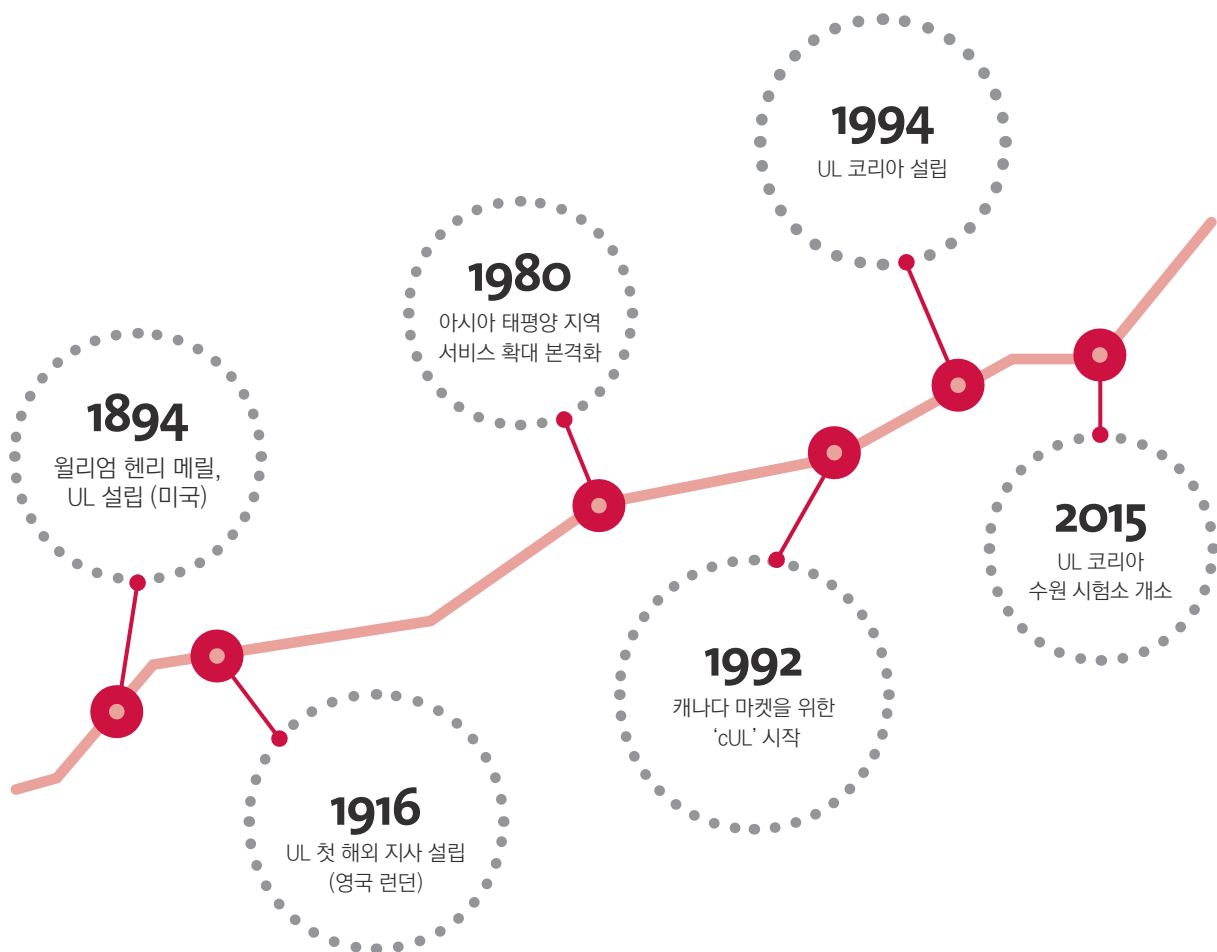 1894
윌리엄 헨리 메릴,
UL 설립 (미국)
1916
UL 첫 해외 지사 설립
(영국 런던)
1980
아시아 태평양 지역
서비스 확대 본격화
1992
캐나다 마켓을 위한
‘cUL’ 시작
1994
UL 코리아 설립
2015
UL 코리아
수원 시험소 개소